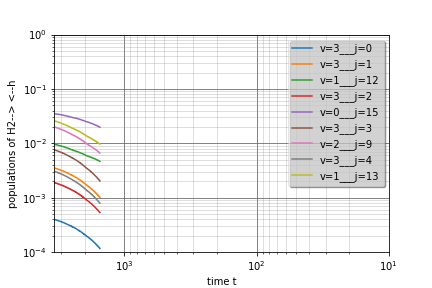 10⁰
10⁻¹
10⁻²
10⁻³
10⁻⁴
populations of H2--> <--h
v=3___j=0
v=3___j=1
v=1___j=12
v=3___j=2
v=0___j=15
v=3___j=3
v=2___j=9
v=3___j=4
v=1___j=13
10³
10²
10¹
time t